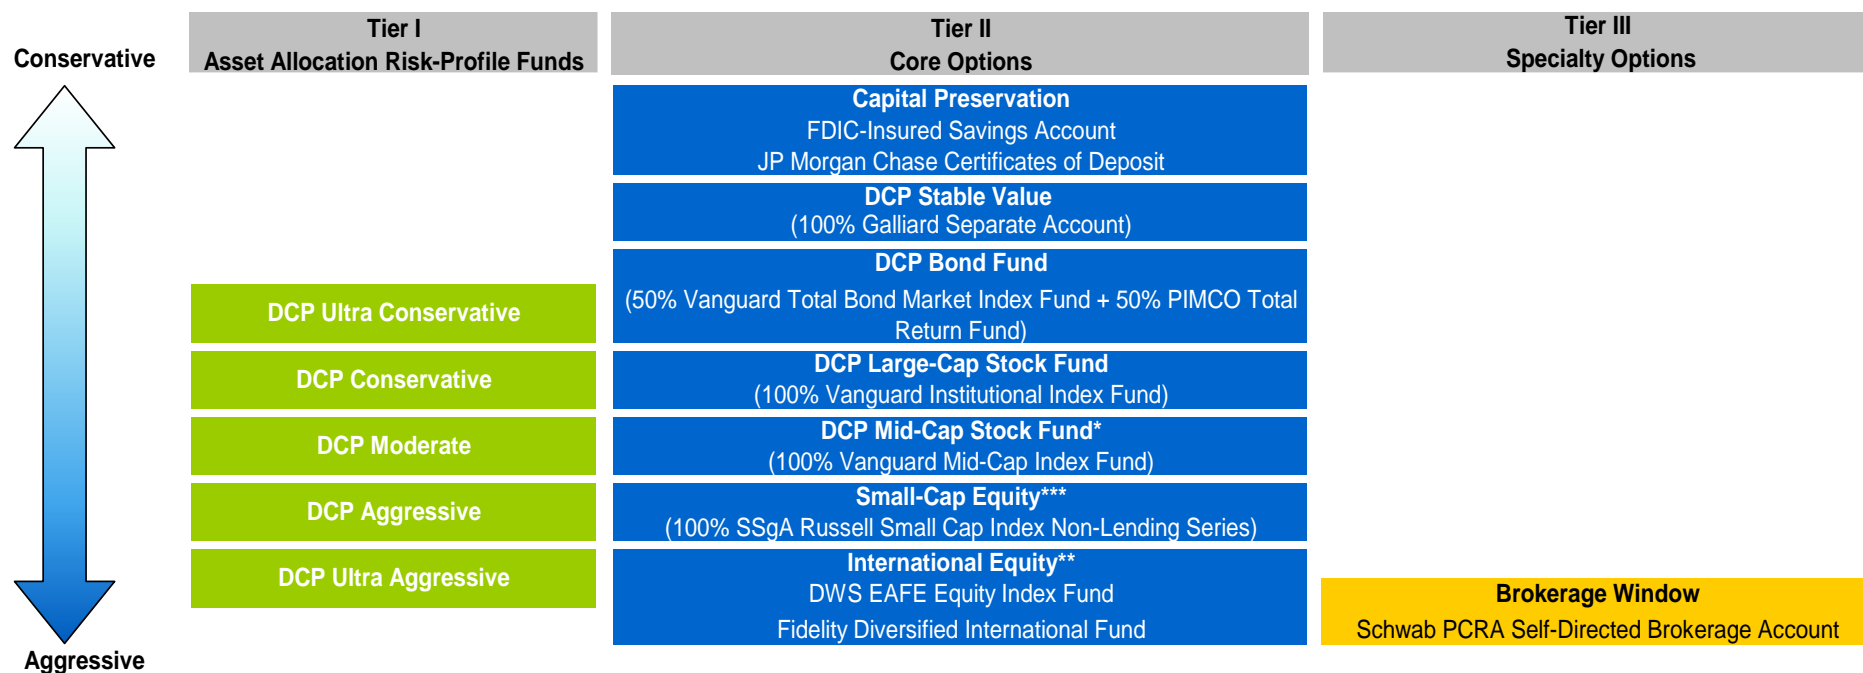 Conservative
Tier I
Asset Allocation Risk-Profile Funds
Tier II
Core Options
Tier III
Specialty Options
Capital Preservation
FDIC-Insured Savings Account
JP Morgan Chase Certificates of Deposit
DCP Stable Value
(100% Galliard Separate Account)
DCP Bond Fund
(50% Vanguard Total Bond Market Index Fund + 50% PIMCO Total
Return Fund)
DCP Ultra Conservative
DCP Large-Cap Stock Fund
(100% Vanguard Institutional Index Fund)
DCP Conservative
DCP Mid-Cap Stock Fund*
(100% Vanguard Mid-Cap Index Fund)
DCP Moderate
Small-Cap Equity***
(100% SSgA Russell Small Cap Index Non-Lending Series)
DCP Aggressive
International Equity**
DWS EAFE Equity Index Fund
Fidelity Diversified International Fund
DCP Ultra Aggressive
Brokerage Window
Schwab PCRA Self-Directed Brokerage Account
Aggressive